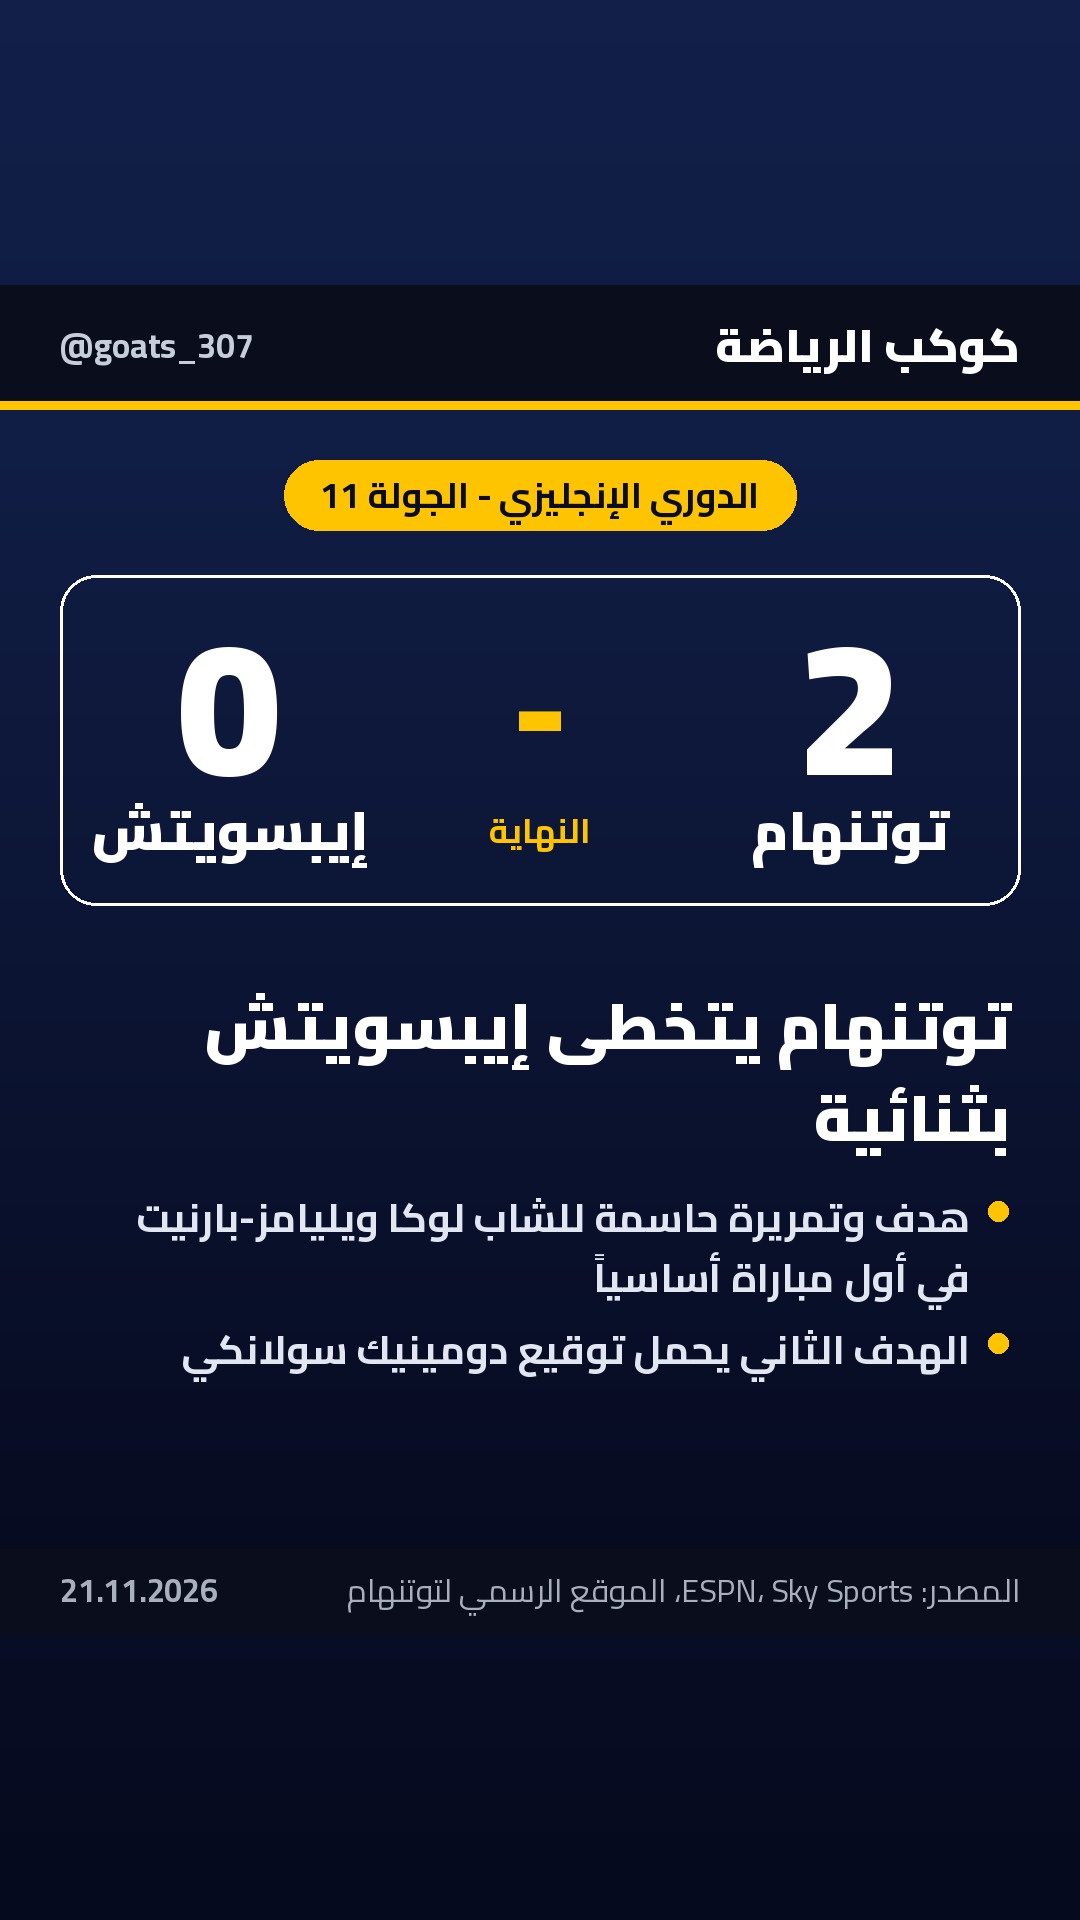 كوكب الرياضة
@goats_307
الدوري الإنجليزي - الجولة 11
2 - 0
توتنهام النهاية إيبسويتش
توتنهام يتخطى إيبسويتش
بثنائية
هدف وتمريرة حاسمة للشاب لوكا ويليامز-بارنيت
في أول مباراة أساسياً
الهدف الثاني يحمل توقيع دومينيك سولانكي
المصدر: ESPN، Sky Sports، الموقع الرسمي لتوتنهام
21.11.2026